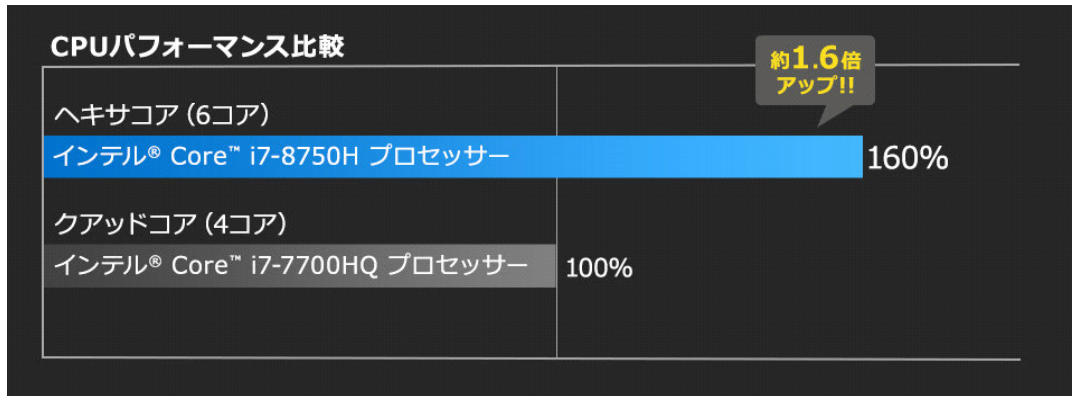 CPUパフォーマンス比較
約1.6倍
アップ!!
ヘキサコア（6コア）
インテル® Core™ i7-8750H プロセッサー
160%
クアッドコア（4コア）
インテル® Core™ i7-7700HQ プロセッサー
100%